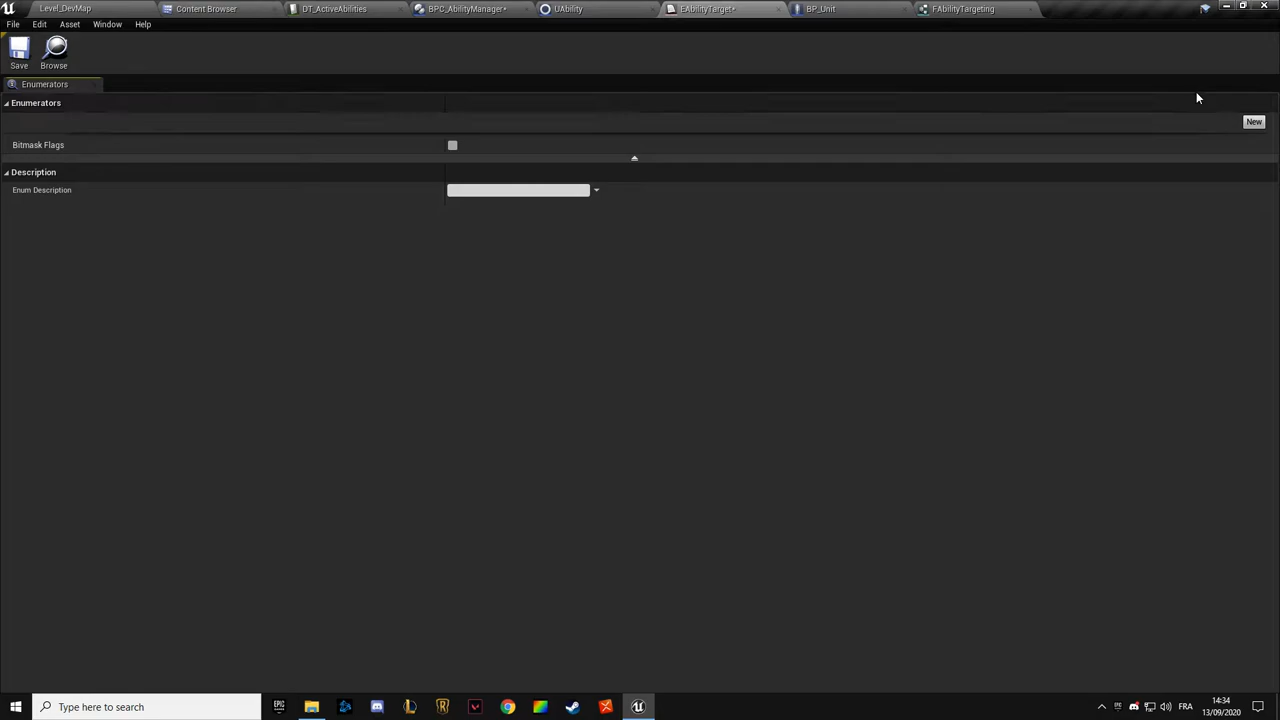 Level_DevMap
Content Browser
DT_ActiveAbilities
BPC_AbilityManager*
UAbility
EAbilityTarget*
BP_Unit
FAbilityTargeting
File Edit Asset Window Help
Save
Browse
Enumerators
Enumerators
New
Bitmask Flags
Description
Enum Description
Type here to search
EPIC
FRA
14:34
13/09/2020